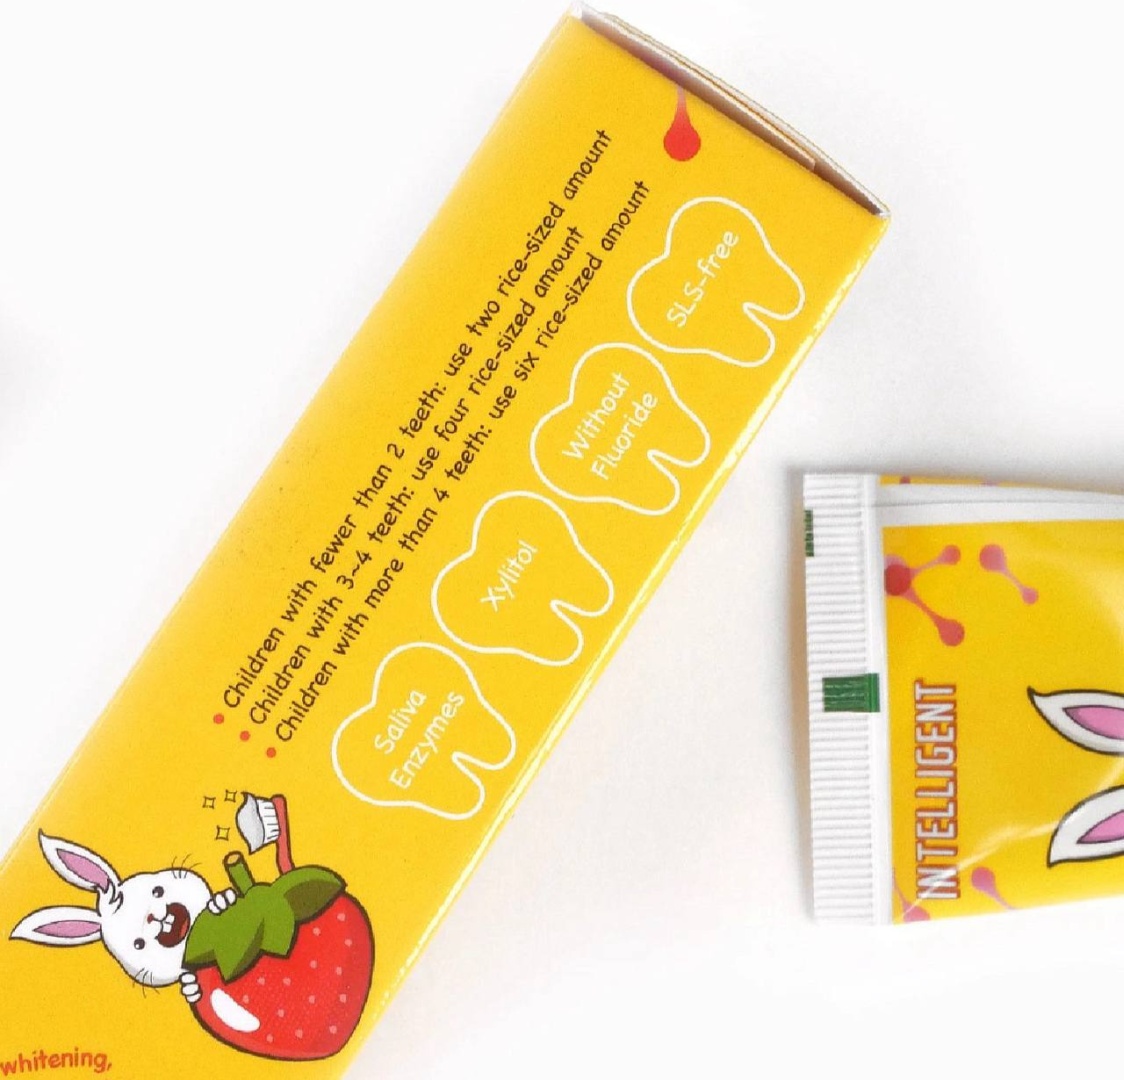 • Children with fewer than 2 teeth: use two rice-sized amount
• Children with 3~4 teeth: use four rice-sized amount
• Children with more than 4 teeth: use six rice-sized amount
Saliva
Enzymes
Xylitol
Without
Fluoride
SLS-free
whitening,
INTELLIGENT